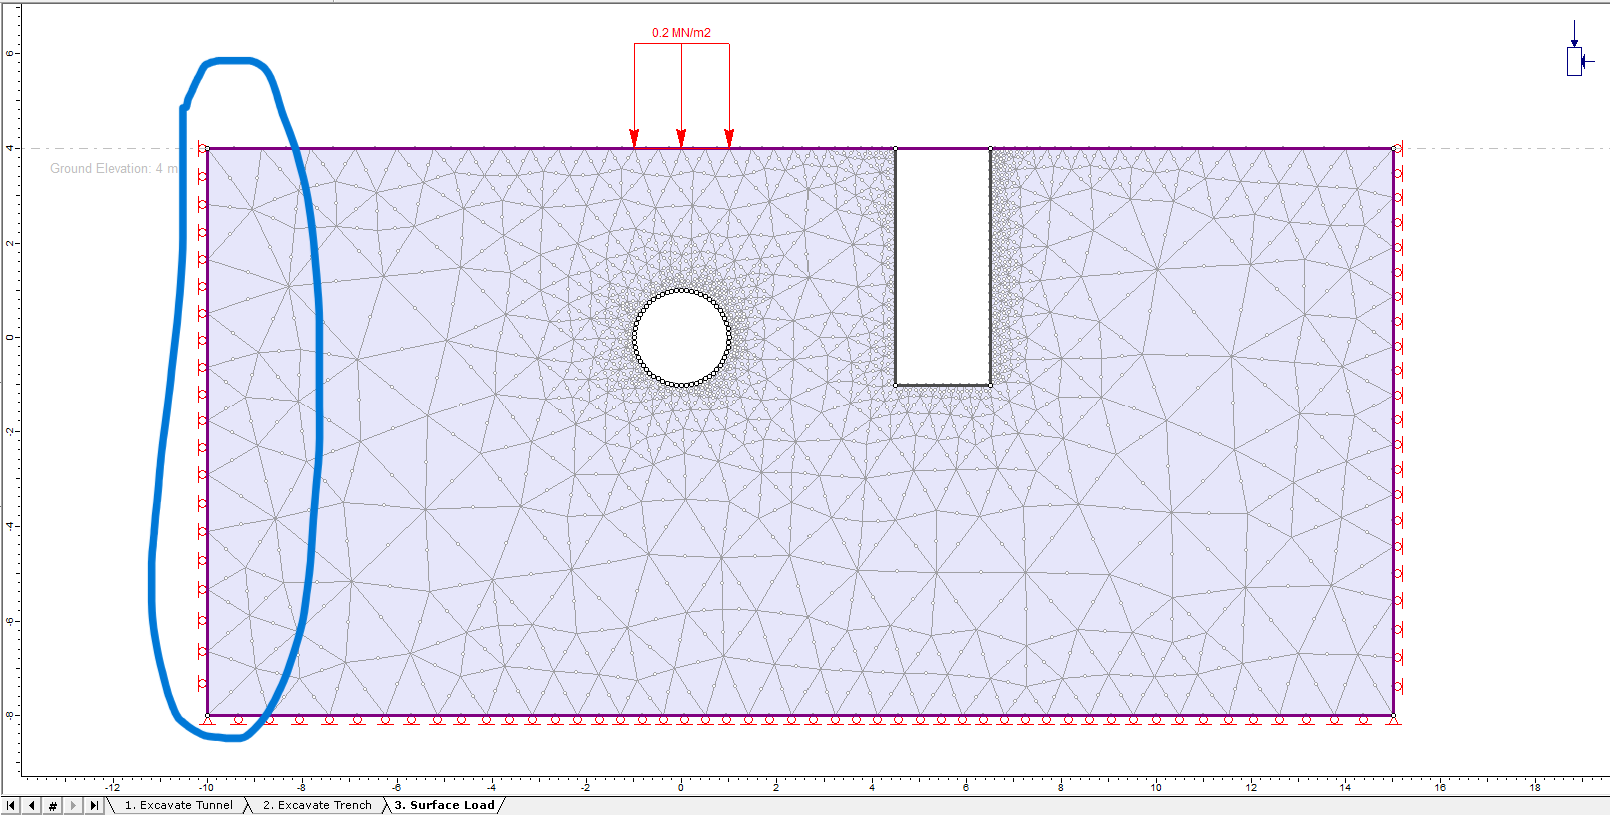 0.2 MN/m2
6
4
Ground Elevation: 4 m
2
0
-2
-4
-6
-8
-12 -10 -8 -6 -4 -2 0 2 4 6 8 10 12 14 16 18
# 1. Excavate Tunnel 2. Excavate Trench 3. Surface Load